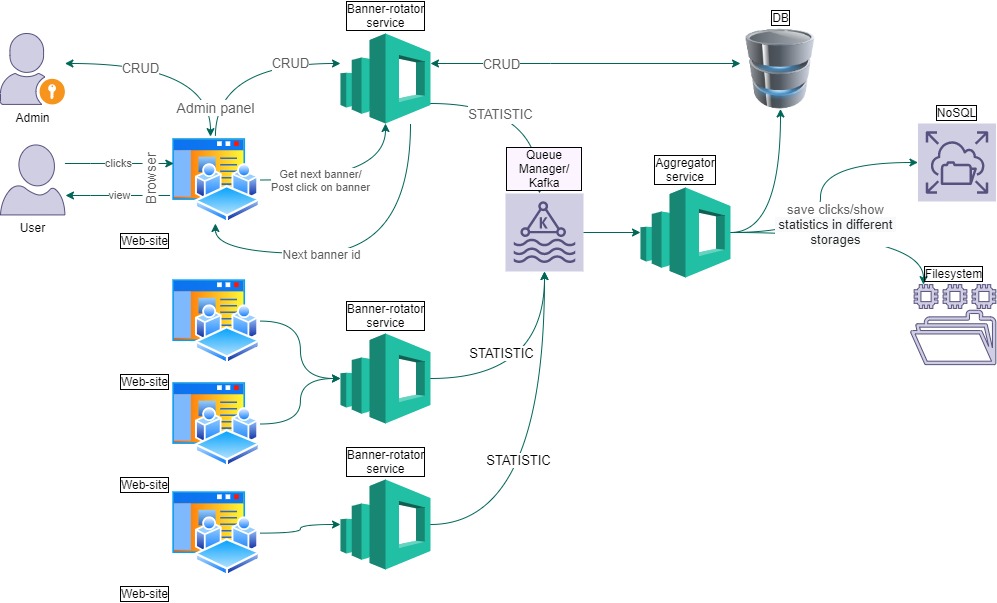 Banner-rotator
service
DB
CRUD
CRUD
CRUD
Admin panel
Admin
STATISTIC
NoSQL
Queue
Manager/
Kafka
K
Aggregator
service
clicks
Browser
view
Get next banner/
Post click on banner
User
Web-site
Next banner id
save clicks/show
statistics in different
storages
Filesystem
Banner-rotator
service
STATISTIC
Web-site
Banner-rotator
service
STATISTIC
Web-site
Web-site